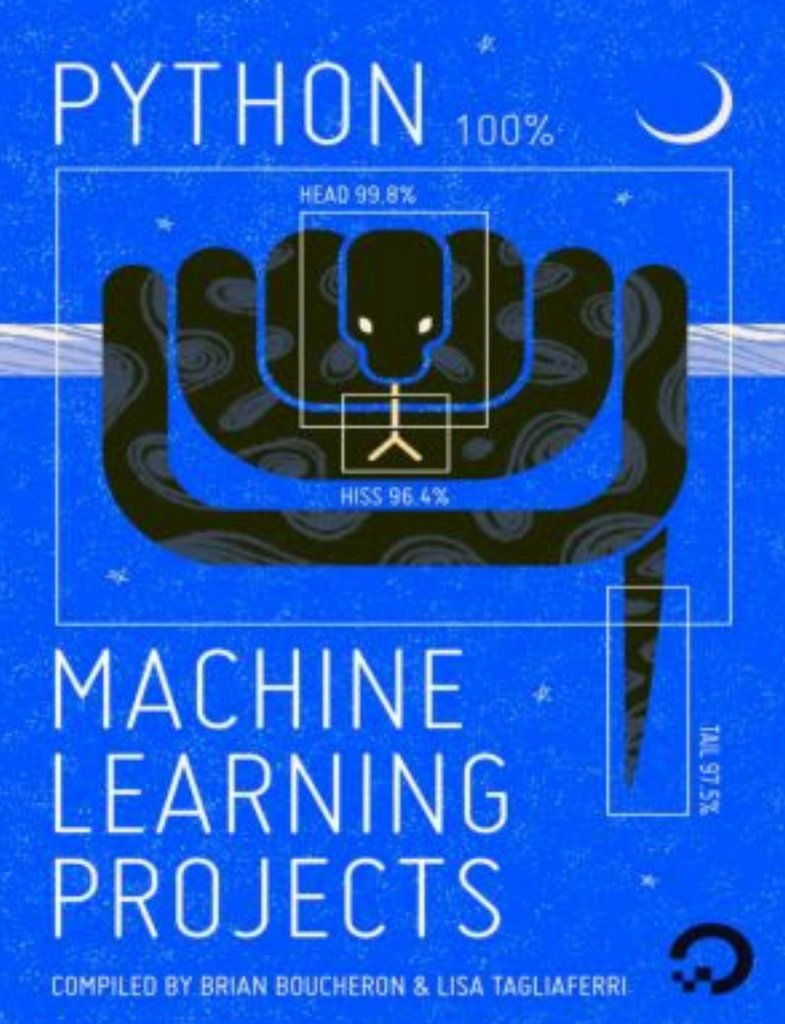 PYTHON 100%
HEAD 99.8%
HISS 96.4%
TAIL 97.5%
MACHINE
LEARNING
PROJECTS
COMPILED BY BRIAN BOUCHERON & LISA TAGLIAFERRI